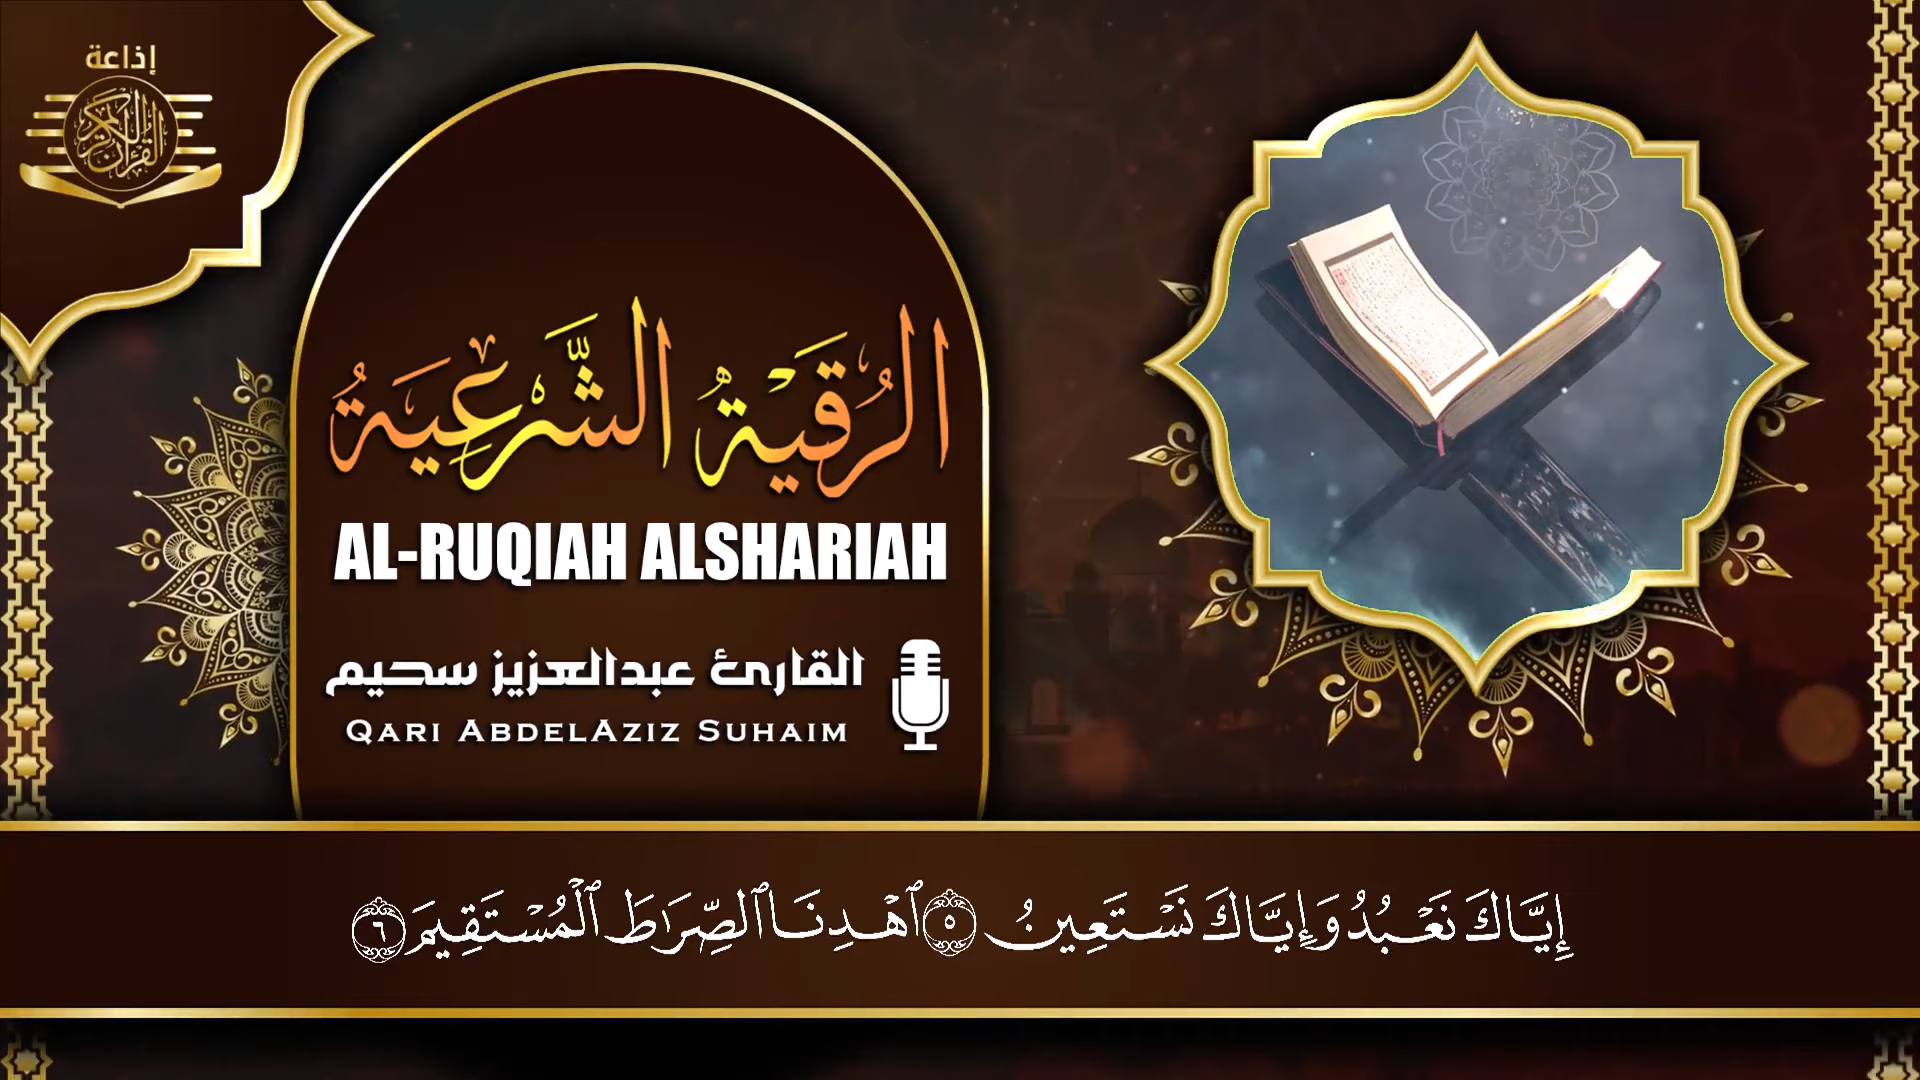 إذاعة
القرآن الكريم
الرُقيَةُ الشَّرْعِيَةُ
AL-RUQIAH ALSHARIAH
القارئ عبدالعزيز سحيم
QARI ABDELAZIZ SUHAIM
إِيَّاكَ نَعْبُدُ وَإِيَّاكَ نَسْتَعِينُ ٥ ٱهْدِنَا ٱلصِّرَٰطَ ٱلْمُسْتَقِيمَ ٦